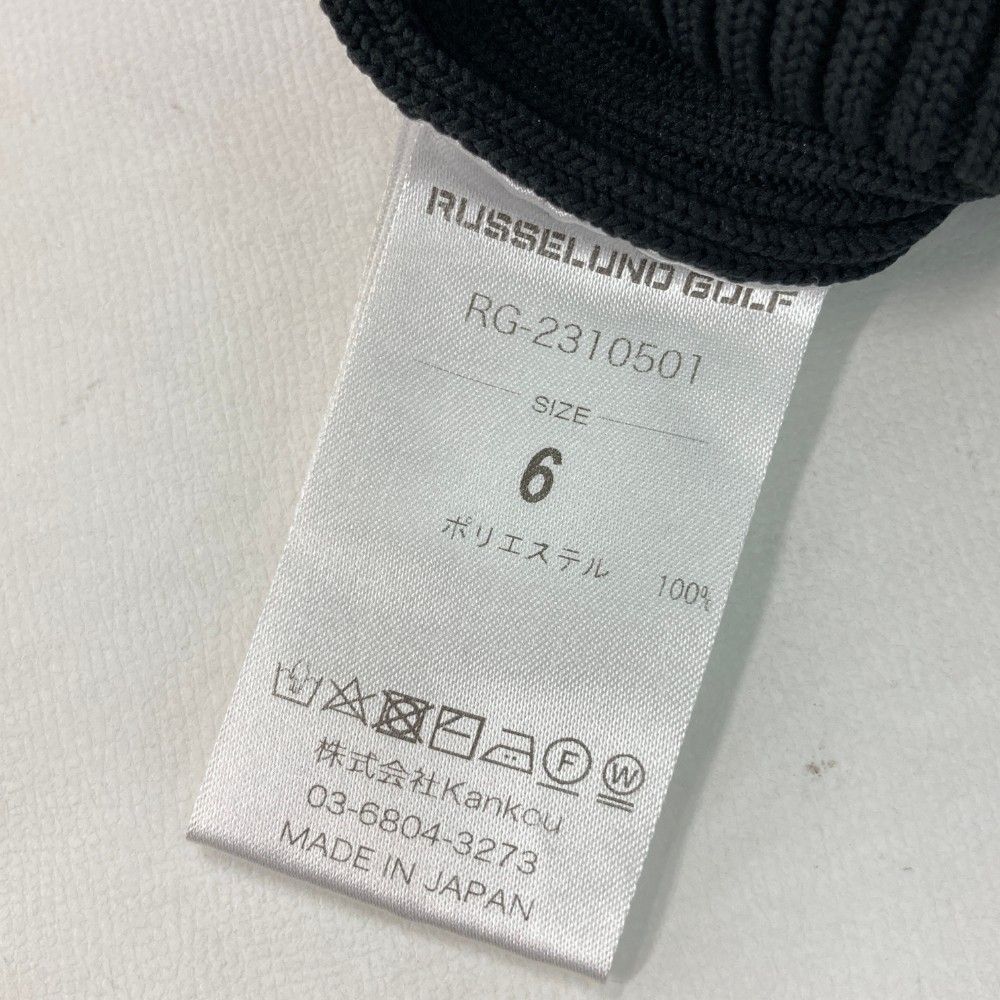 RUSSELUNO GOLF
RG-2310501
SIZE
6
ポリエステル 100%
F W
株式会社Kankou
03-6804-3273
MADE IN JAPAN